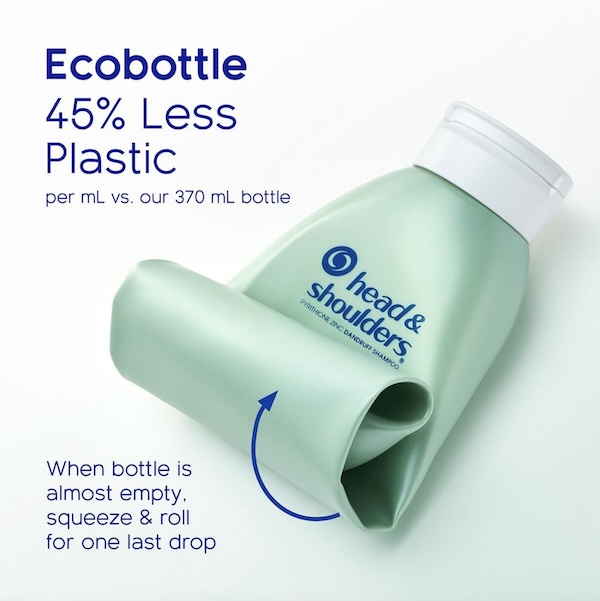 Ecobottle
45% Less
Plastic
per mL vs. our 370 mL bottle
head &
shoulders®
PYRITHIONE ZINC DANDRUFF SHAMPOO
When bottle is
almost empty,
squeeze & roll
for one last drop